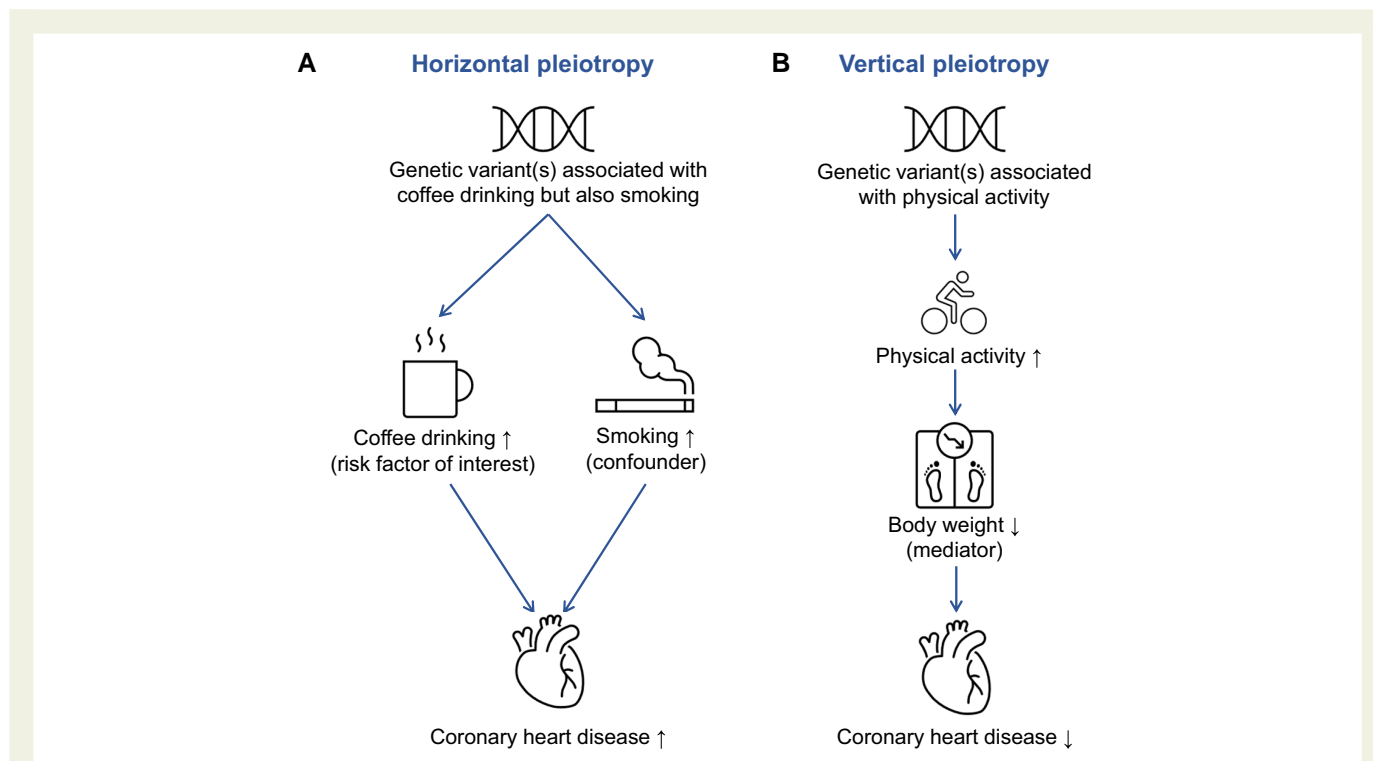 A
Horizontal pleiotropy
Genetic variant(s) associated with
coffee drinking but also smoking
Coffee drinking ↑
(risk factor of interest)
Smoking ↑
(confounder)
Coronary heart disease ↑
B
Vertical pleiotropy
Genetic variant(s) associated
with physical activity
Physical activity ↑
Body weight ↓
(mediator)
Coronary heart disease ↓